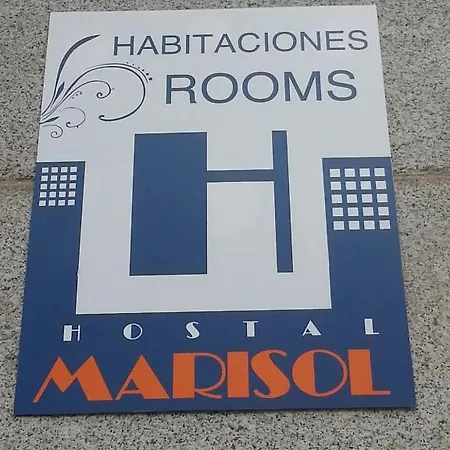 HABITACIONES
ROOMS
H
HOSTAL
MARISOL